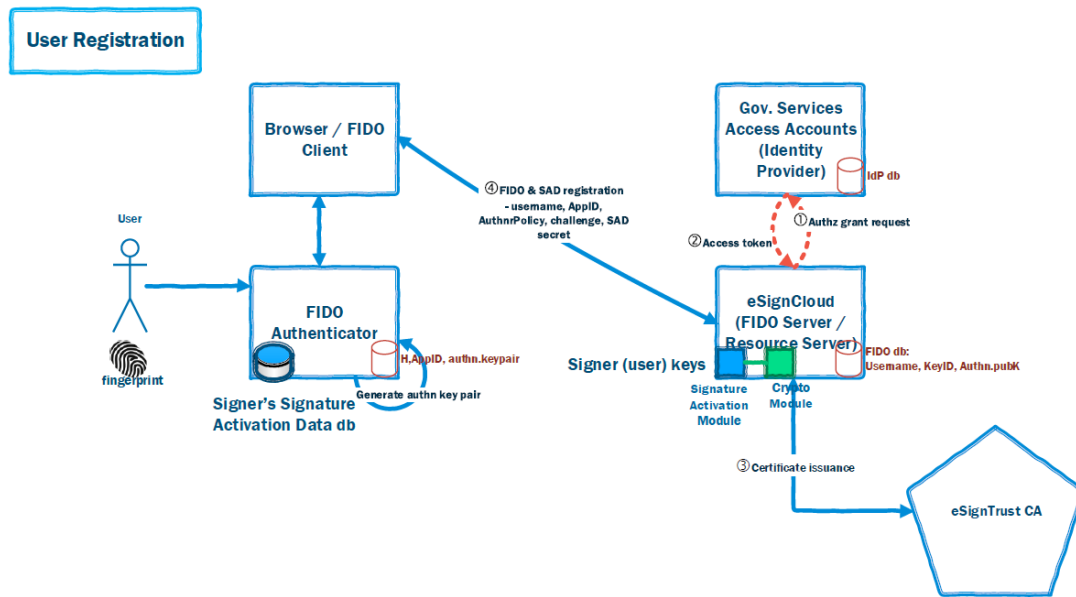 User Registration
Browser / FIDO
Client
Gov. Services
Access Accounts
(Identity
Provider)
IdP db
④FIDO & SAD registration
- username, AppID,
AuthnrPolicy, challenge, SAD
secret
①Authz grant request
②Access token
User
fingerprint
FIDO
Authenticator
H,AppID, authn.keypair
Generate authn key pair
Signer's Signature
Activation Data db
eSignCloud
(FIDO Server /
Resource Server)
FIDO db:
Username, KeyID, Authn.pubK
Signer (user) keys
Signature
Activation
Module
Crypto
Module
③Certificate issuance
eSignTrust CA